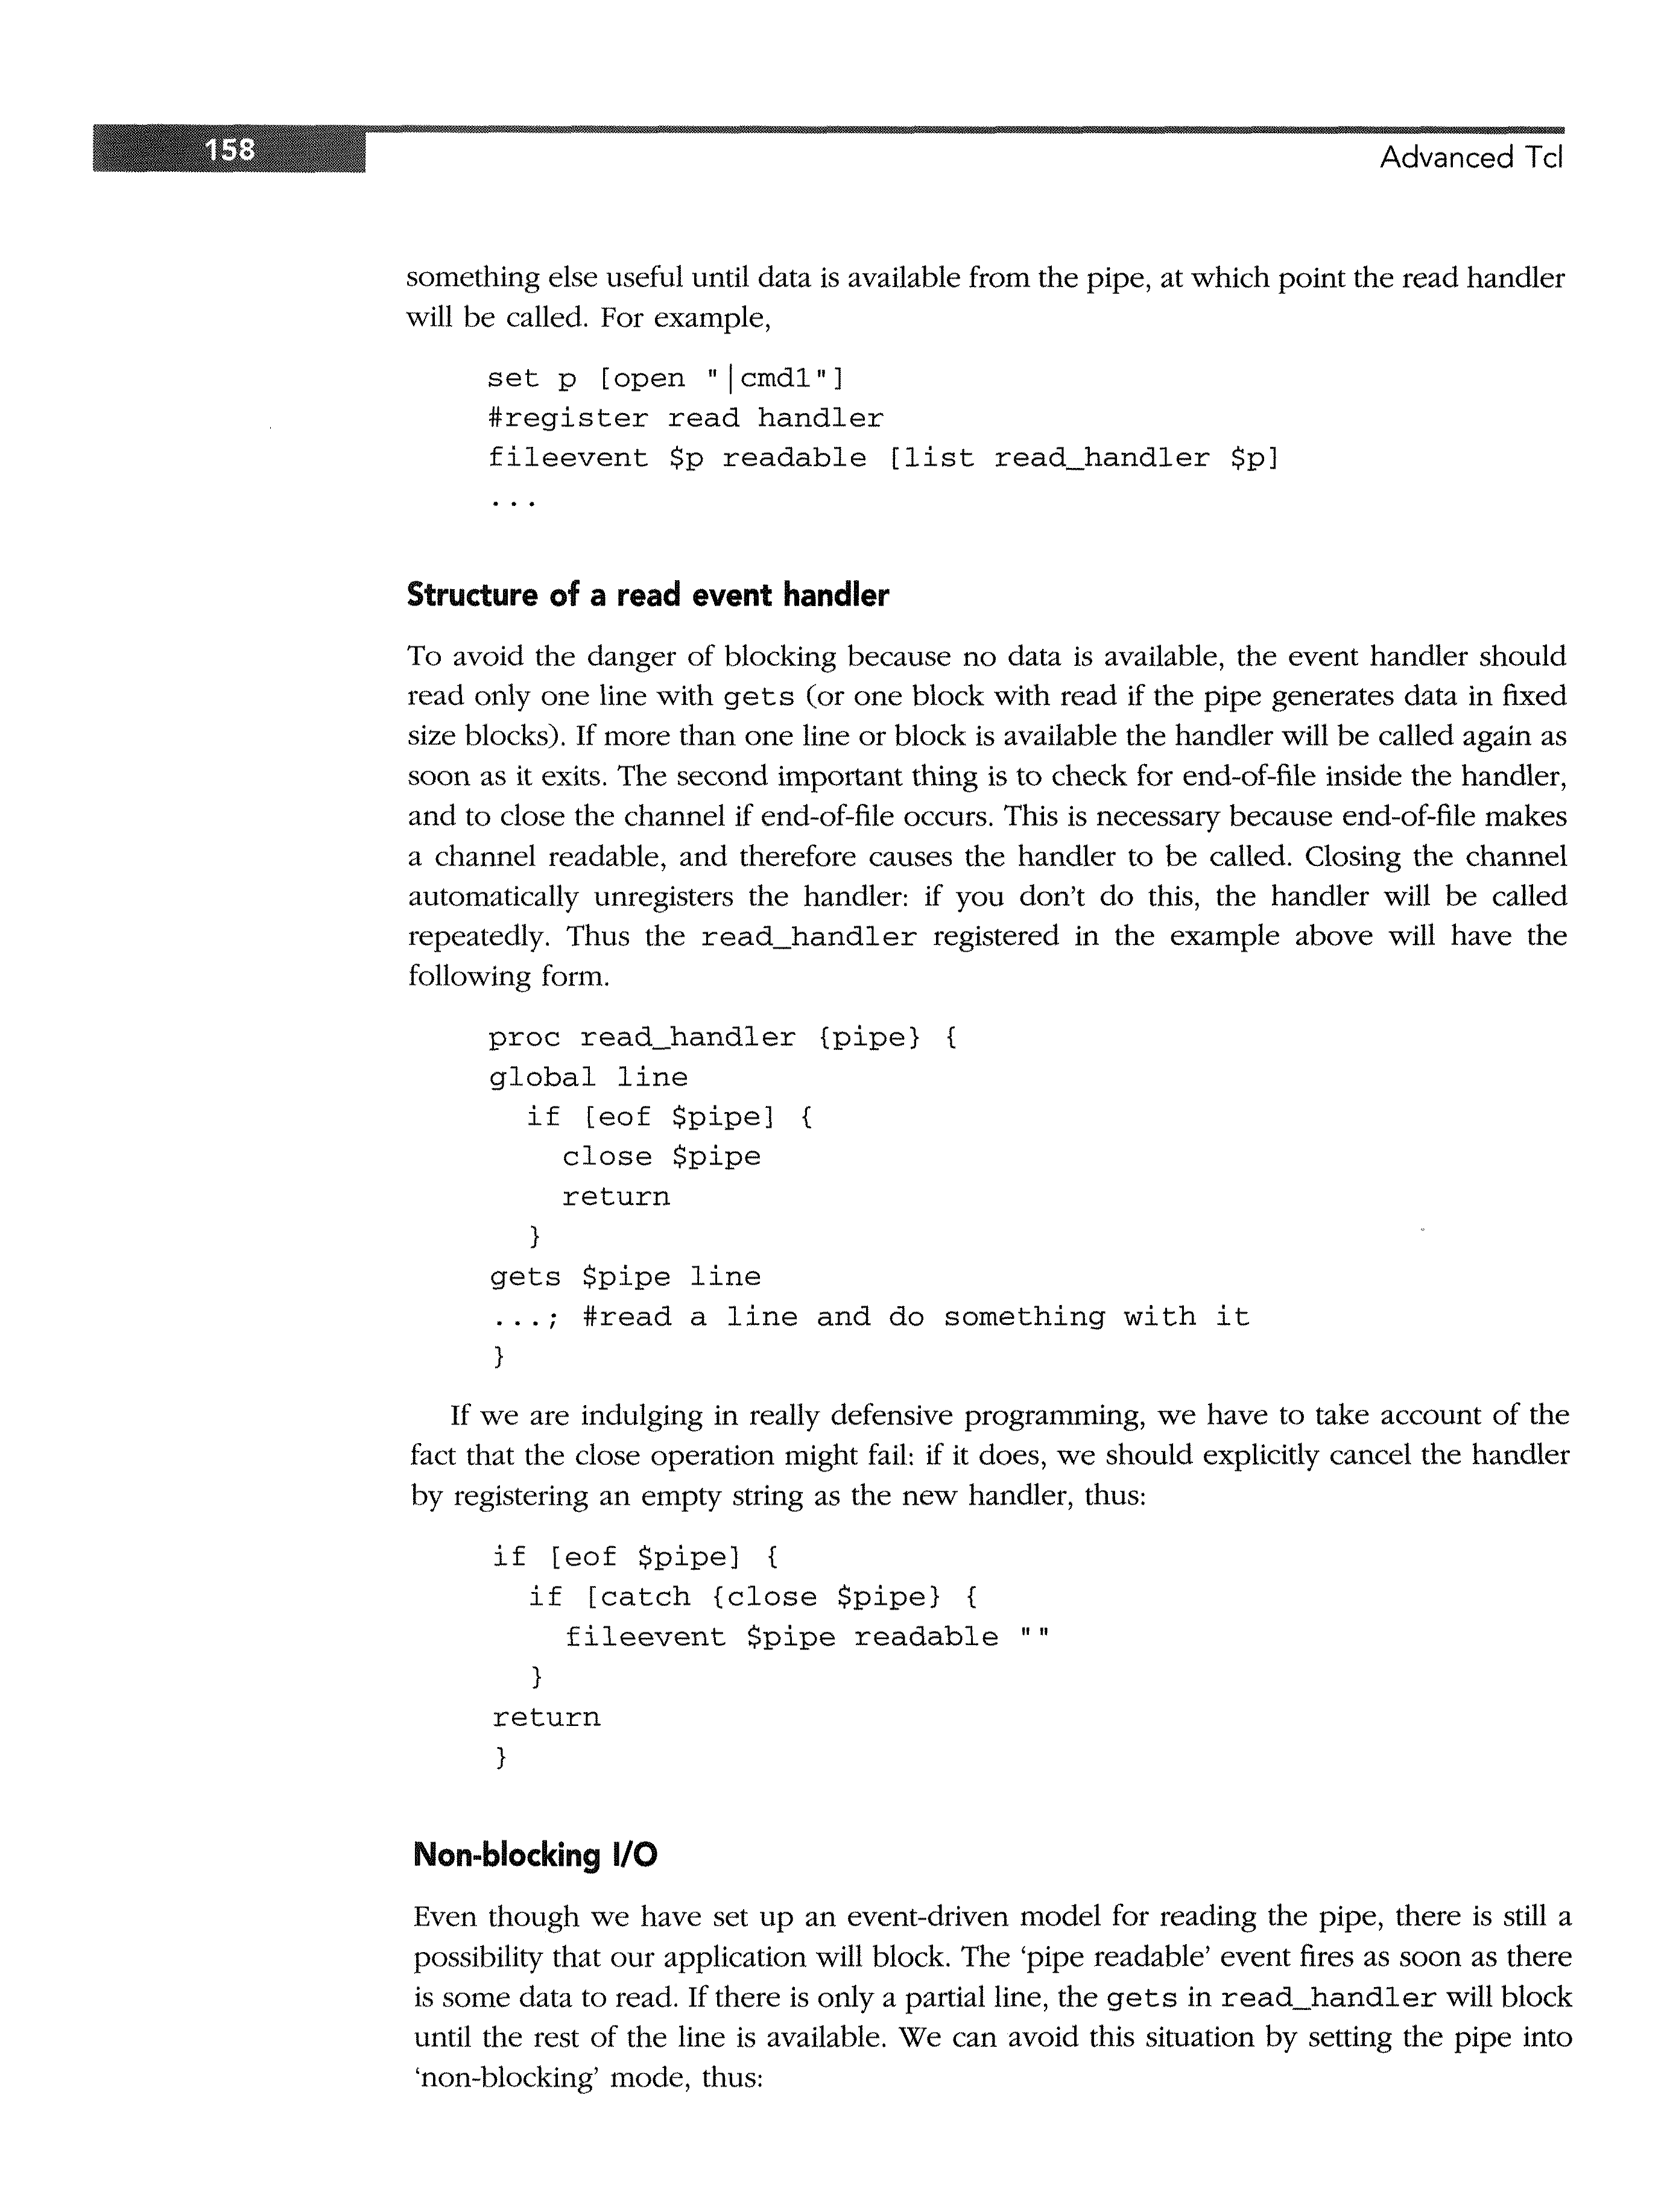 158
Advanced Tcl
something else useful until data is available from the pipe, at which point the read handler
will be called. For example,
set p [open "|cmd1"]
#register read handler
fileevent $p readable [list read_handler $p]
...
Structure of a read event handler
To avoid the danger of blocking because no data is available, the event handler should
read only one line with gets (or one block with read if the pipe generates data in fixed
size blocks). If more than one line or block is available the handler will be called again as
soon as it exits. The second important thing is to check for end-of-file inside the handler,
and to close the channel if end-of-file occurs. This is necessary because end-of-file makes
a channel readable, and therefore causes the handler to be called. Closing the channel
automatically unregisters the handler: if you don't do this, the handler will be called
repeatedly. Thus the read_handler registered in the example above will have the
following form.
proc read_handler {pipe} {
global line
if [eof $pipe] {
close $pipe
return
}
gets $pipe line
...; #read a line and do something with it
}
If we are indulging in really defensive programming, we have to take account of the
fact that the close operation might fail: if it does, we should explicitly cancel the handler
by registering an empty string as the new handler, thus:
if [eof $pipe] {
if [catch {close $pipe} {
fileevent $pipe readable ""
}
return
}
Non-blocking I/O
Even though we have set up an event-driven model for reading the pipe, there is still a
possibility that our application will block. The 'pipe readable' event fires as soon as there
is some data to read. If there is only a partial line, the gets in read_handler will block
until the rest of the line is available. We can avoid this situation by setting the pipe into
'non-blocking' mode, thus: